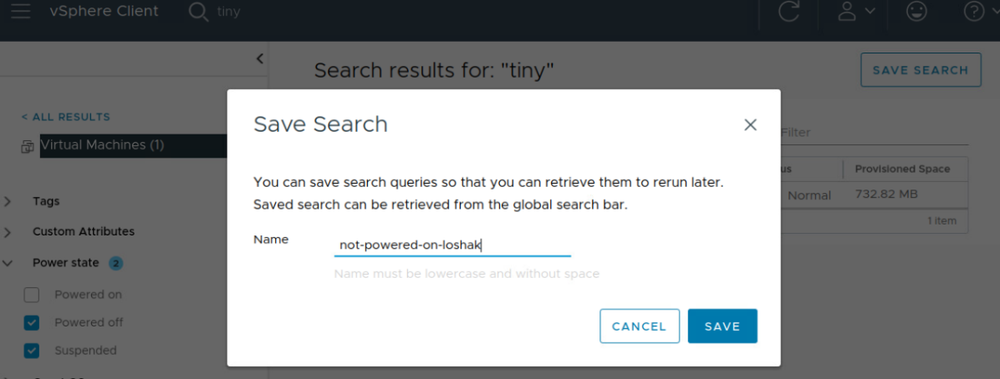 vSphere Client
tiny
Search results for: "tiny"
SAVE SEARCH
< ALL RESULTS
Virtual Machines (1)
Tags
Custom Attributes
Power state 2
Powered on
Powered off
Suspended
Save Search
You can save search queries so that you can retrieve them to rerun later.
Saved search can be retrieved from the global search bar.
Name
not-powered-on-loshak
Name must be lowercase and without space
CANCEL
SAVE
Filter
us
Provisioned Space
Normal
732.82 MB
1 item